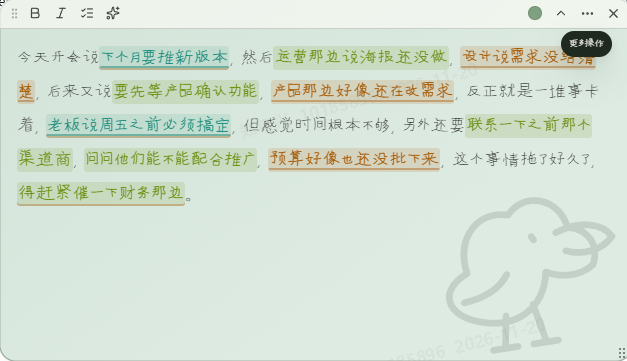 B I
更多操作
今天开会说下个月要推新版本, 然后运营那边说海报还没做, 设计说需求没给清
楚, 后来又说要先等产品确认功能, 产品那边好像还在改需求, 反正就是一堆事卡
着, 老板说周五之前必须搞定, 但感觉时间根本不够, 另外还要联系一下之前那个
渠道商, 问问他们能不能配合推广, 预算好像也还没批下来, 这个事情拖了好久了,
得赶紧催一下财务那边。